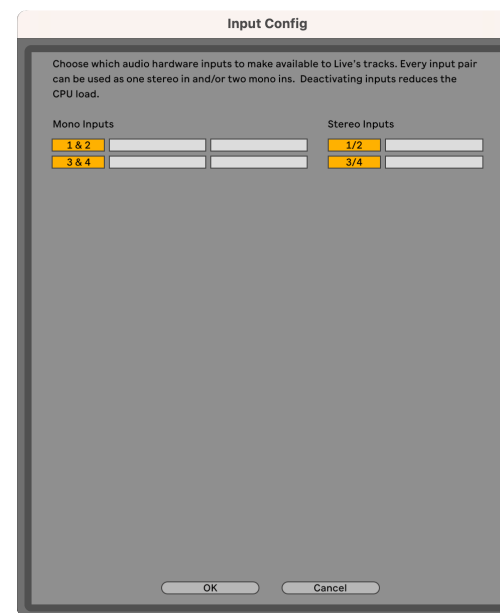 Input Config
Choose which audio hardware inputs to make available to Live's tracks. Every input pair
can be used as one stereo in and/or two mono ins.  Deactivating inputs reduces the
CPU load.
Mono Inputs Stereo Inputs
1 & 2 1/2
3 & 4 3/4
OK Cancel